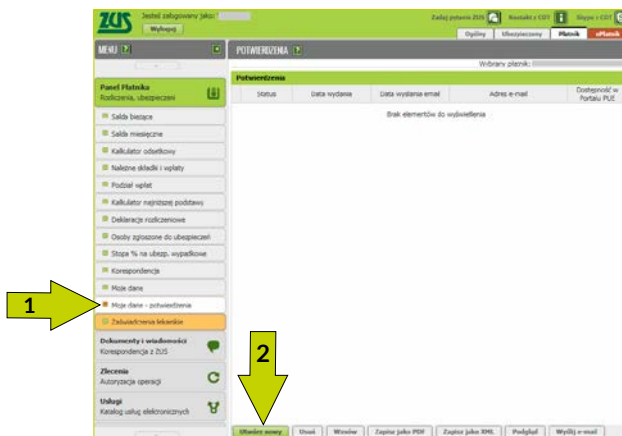 ZUS
Jesteś zalogowany jako:
Wyloguj
Zadaj pytanie ZUS
Kontakt z COT
Skype z COT
Ogólny
Ubezpieczony
Płatnik
ePłatnik
MENU [?]
POTWIERDZENIA [?]
Wybrany płatnik:
Panel Płatnika
Rozliczenia, ubezpieczeni
Potwierdzenia
Status
Data wydania
Data wysłania email
Adres e-mail
Dostępność w
Portalu PUE
Brak elementów do wyświetlenia
Salda bieżące
Salda miesięczne
Kalkulator odsetkowy
Należne składki i wpłaty
Podział wpłat
Kalkulator najniższej podstawy
Deklaracje rozliczeniowe
Osoby zgłoszone do ubezpieczeń
Stopa % na ubezp. wypadkowe
Korespondencja
Moje dane
1
Moje dane - potwierdzenia
Zaświadczenia lekarskie
Dokumenty i wiadomości
Korespondencja z ZUS
Zlecenia
Autoryzacja operacji
Usługi
Katalog usług elektronicznych
2
Utwórz nowy
Usuń
Wznów
Zapisz jako PDF
Zapisz jako XML
Podgląd
Wyślij e-mail